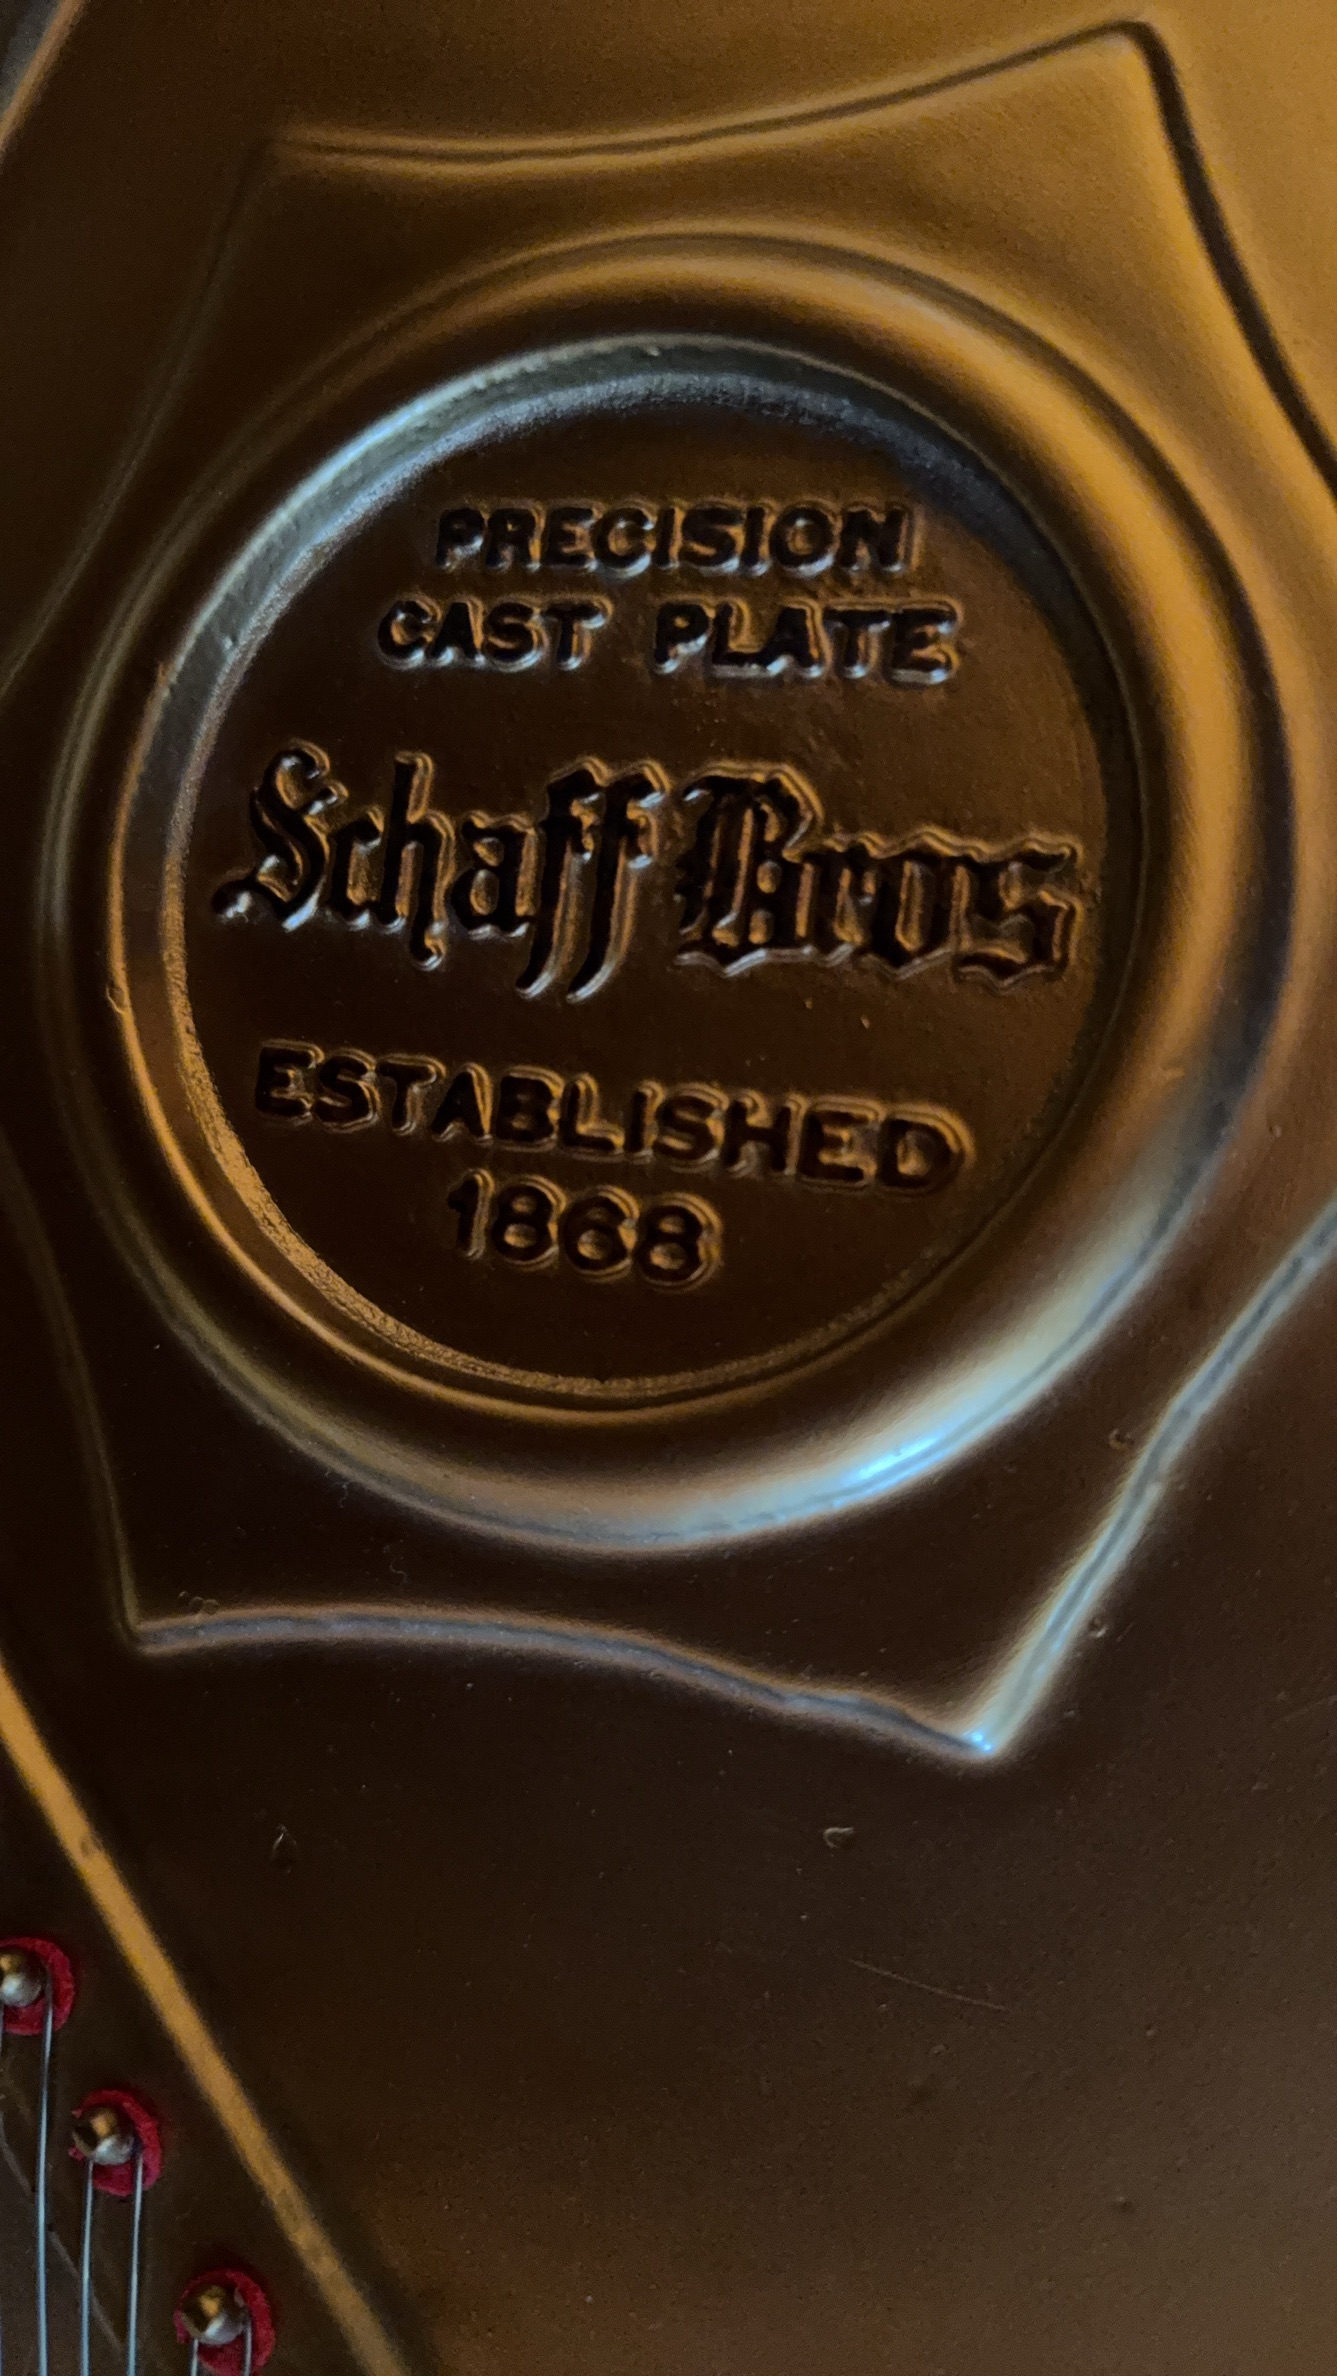 PRECISION
CAST PLATE
Schaff Bros
ESTABLISHED
1868